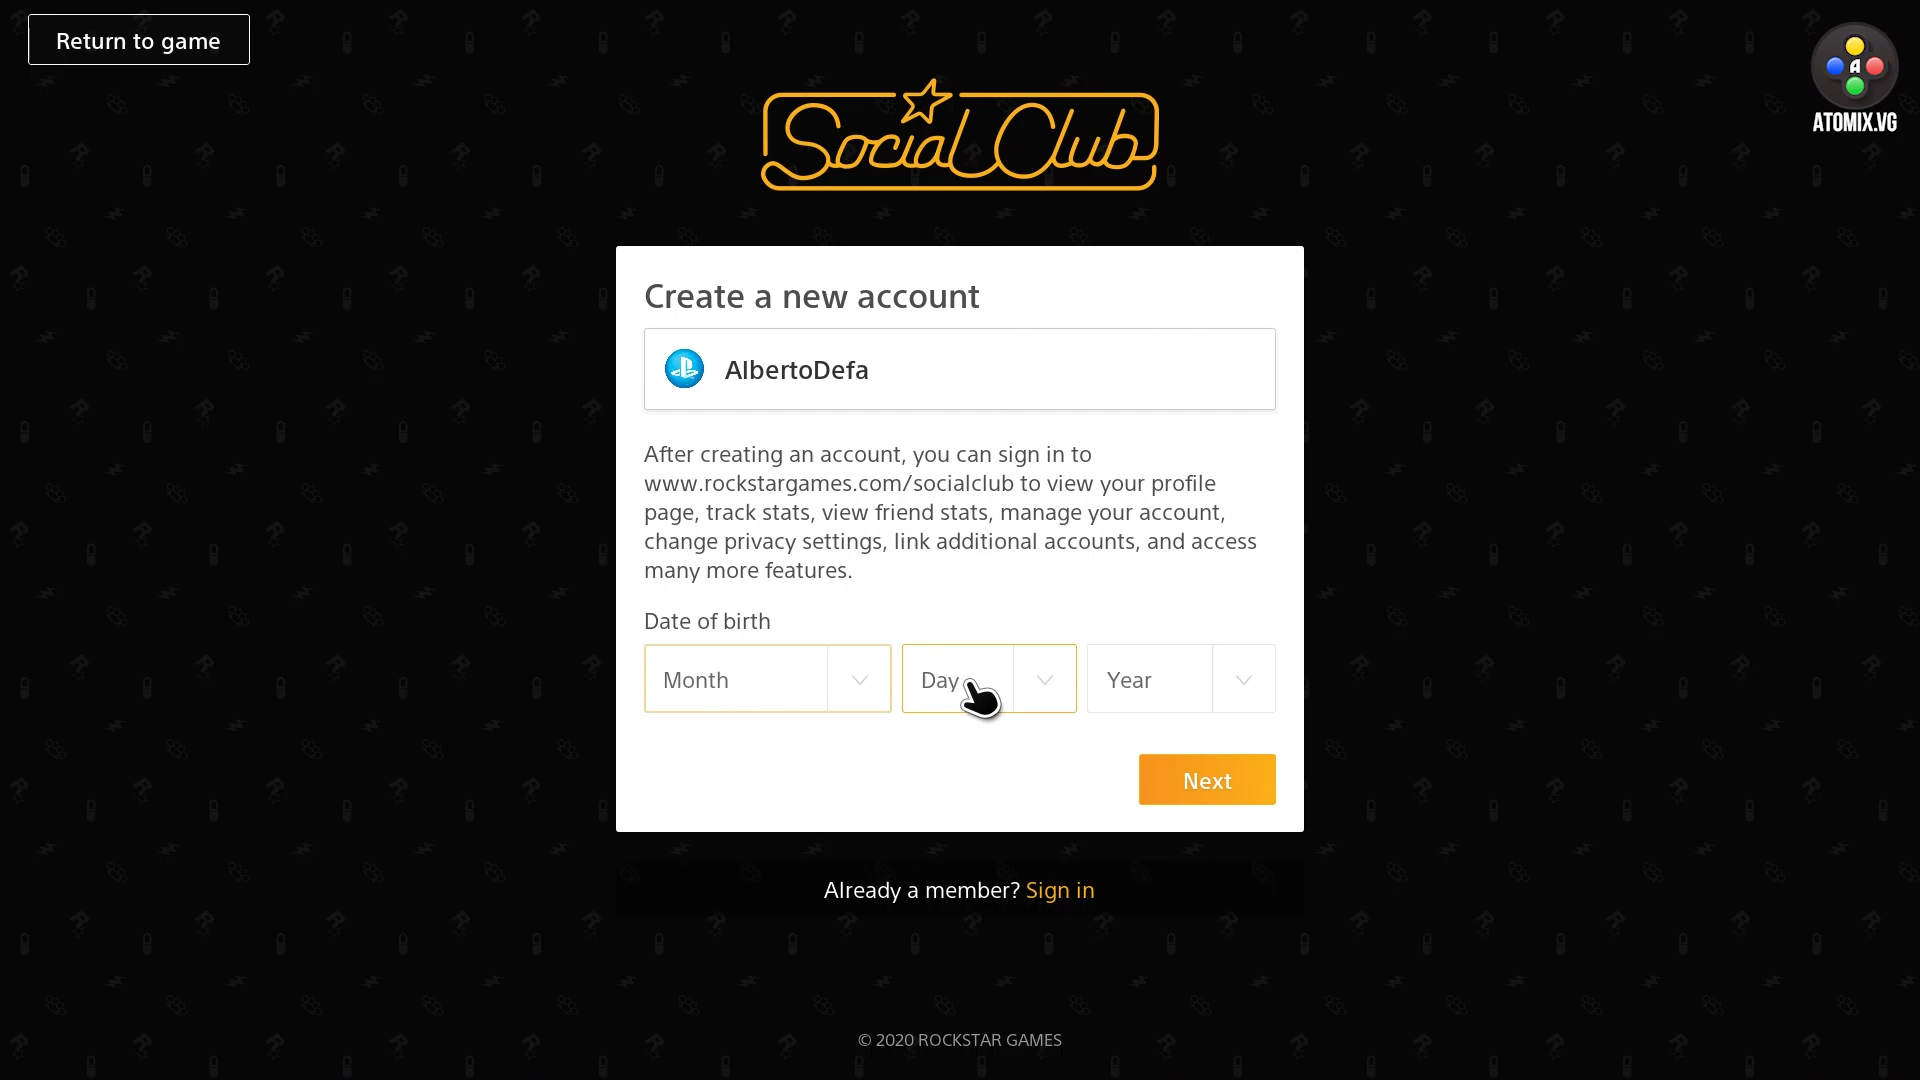 Return to game
ATOMIX.VG
Social Club
Create a new account
AlbertoDefa
After creating an account, you can sign in to
www.rockstargames.com/socialclub to view your profile
page, track stats, view friend stats, manage your account,
change privacy settings, link additional accounts, and access
many more features.
Date of birth
Month Day Year
Next
Already a member? Sign in
© 2020 ROCKSTAR GAMES